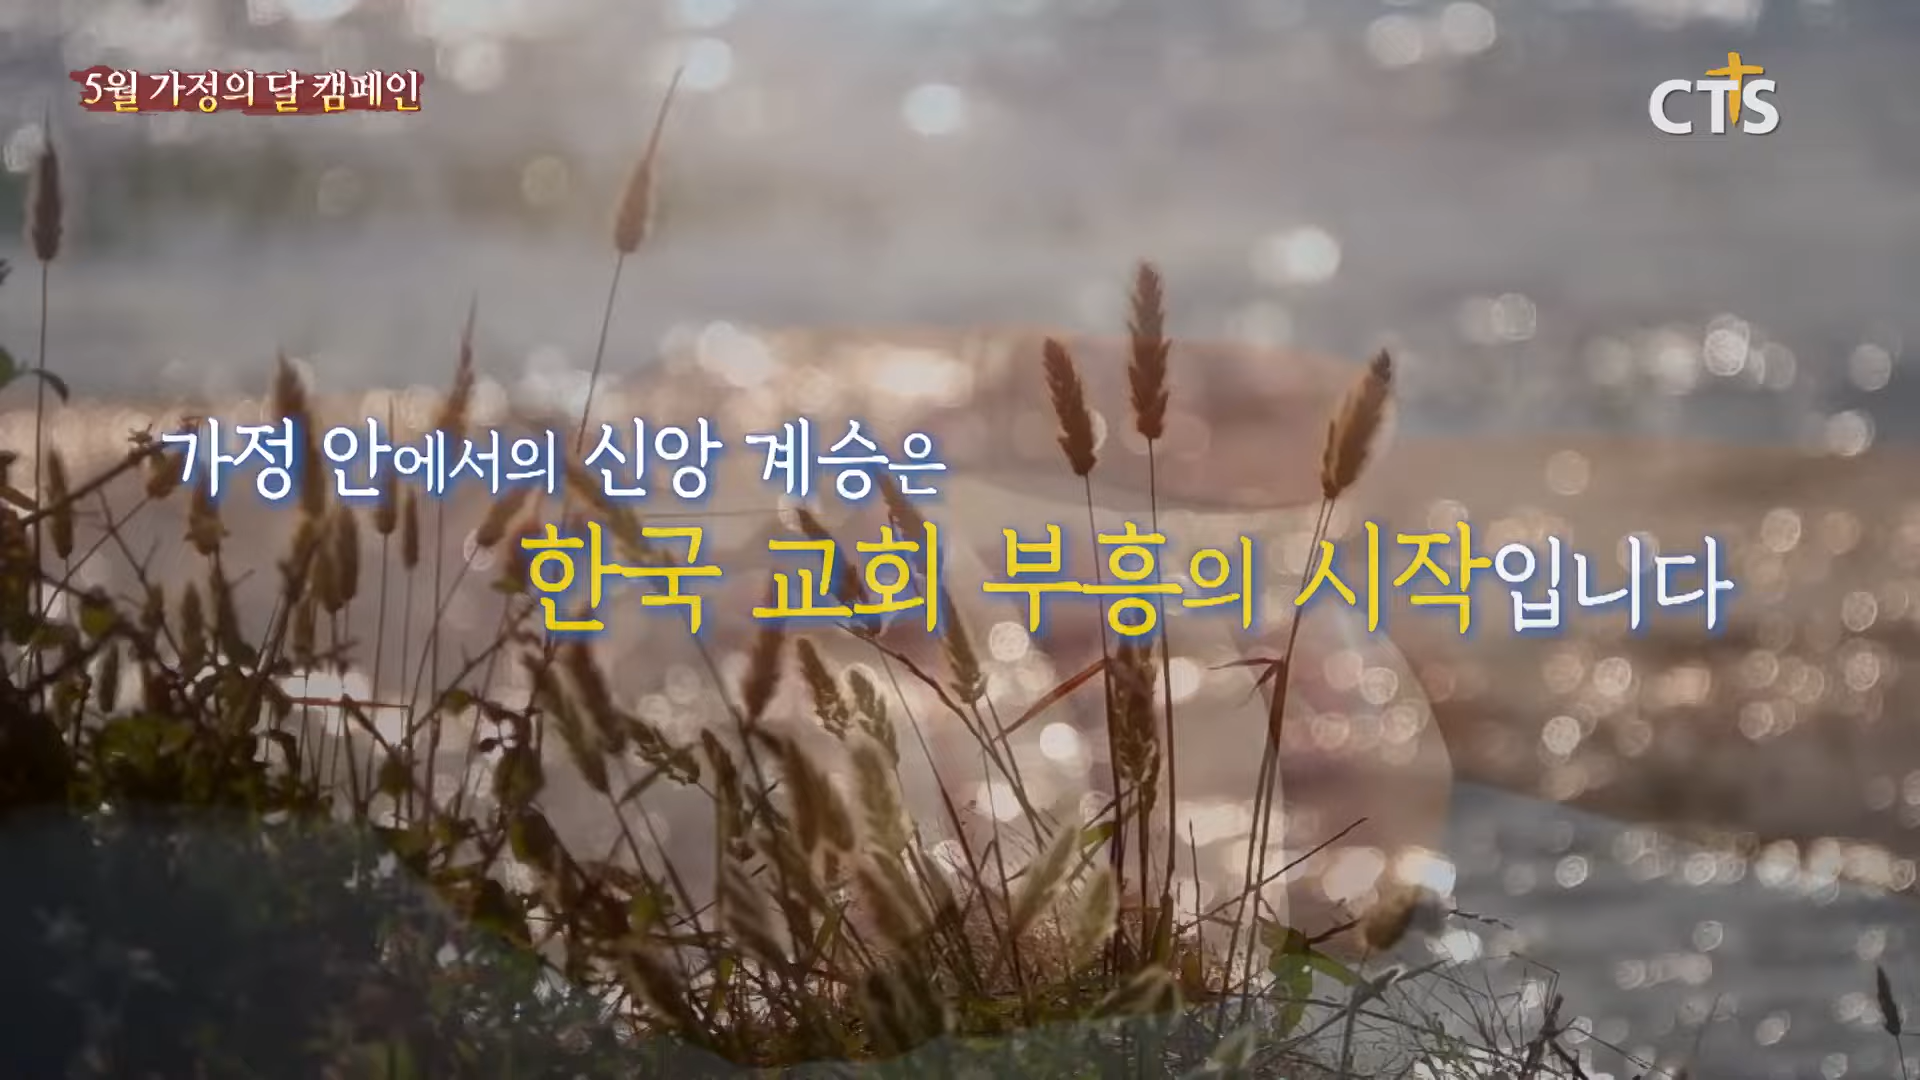 5월 가정의 달 캠페인
CTS
가정 안에서의 신앙 계승은
한국 교회 부흥의 시작입니다